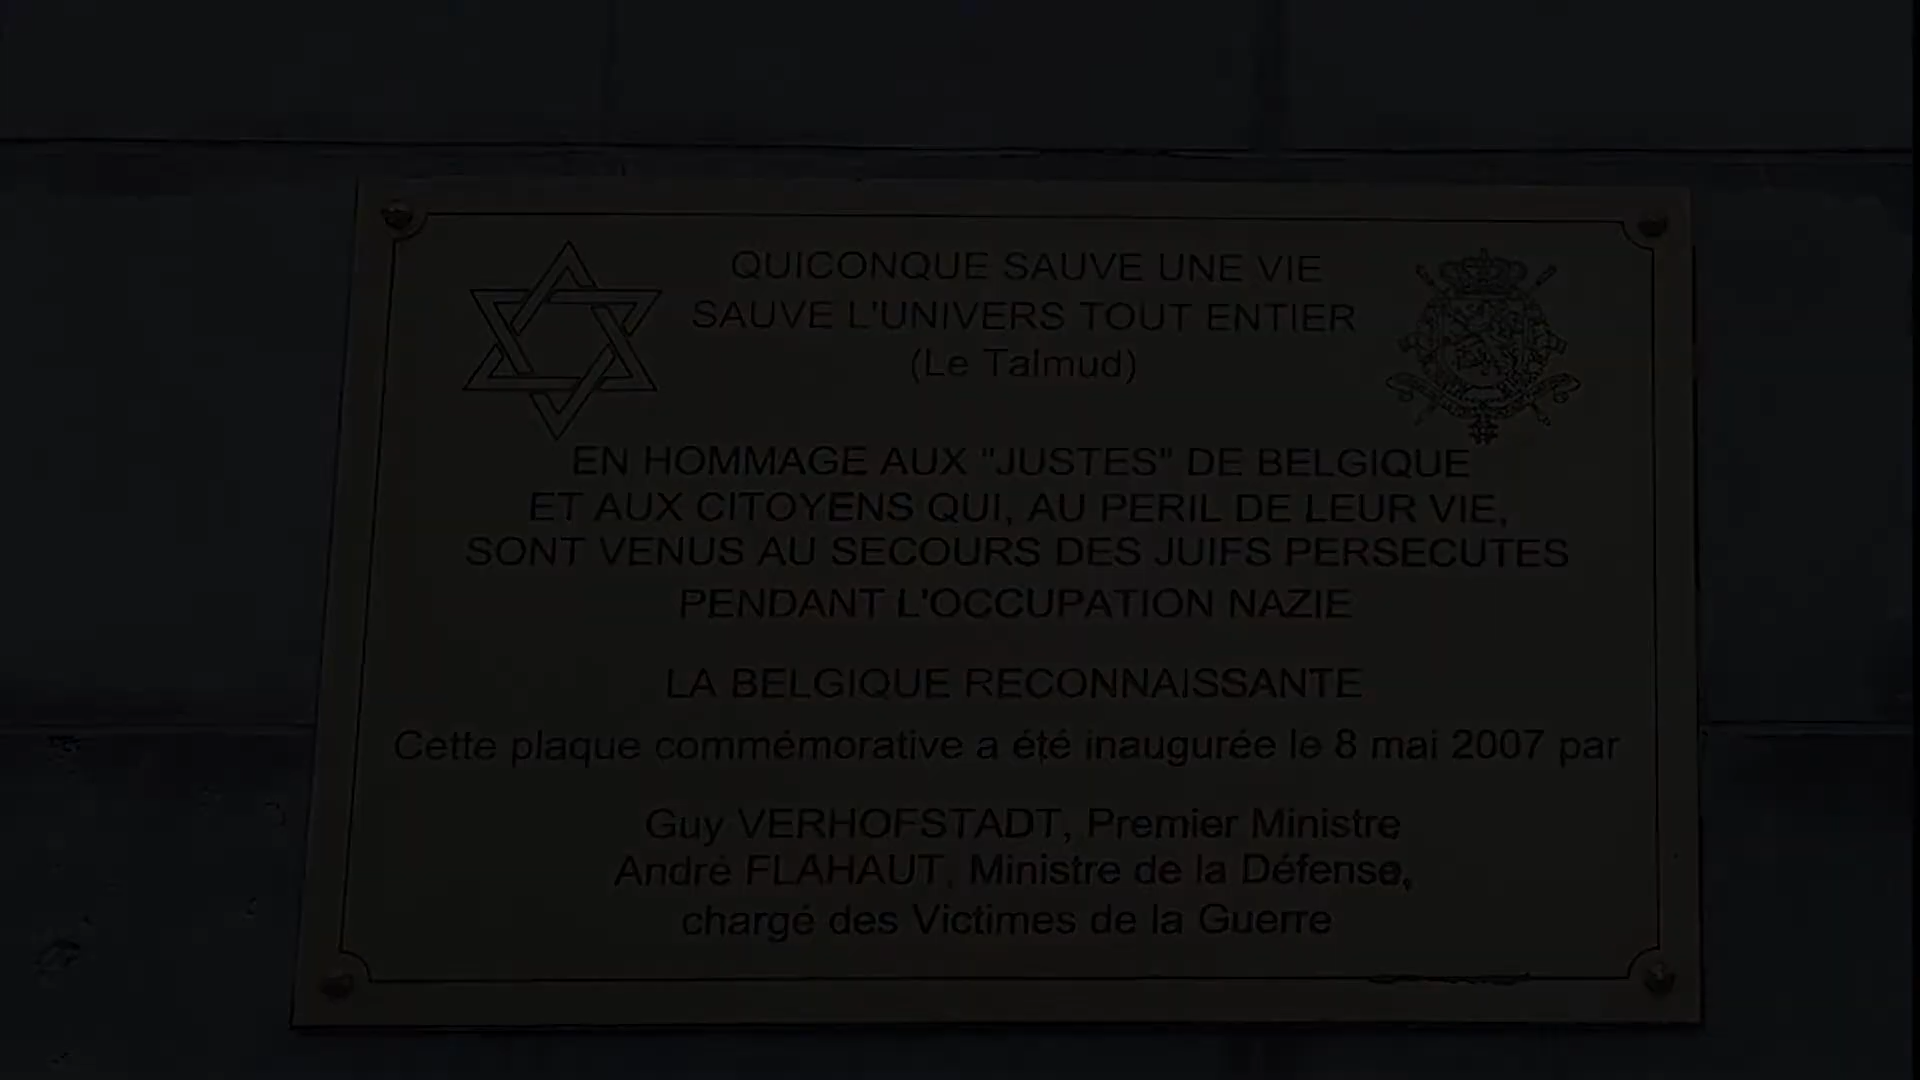 QUICONQUE SAUVE UNE VIE
SAUVE L'UNIVERS TOUT ENTIER
(Le Talmud)
EN HOMMAGE AUX "JUSTES" DE BELGIQUE
ET AUX CITOYENS QUI, AU PERIL DE LEUR VIE,
SONT VENUS AU SECOURS DES JUIFS PERSECUTES
PENDANT L'OCCUPATION NAZIE
LA BELGIQUE RECONNAISSANTE
Cette plaque commémorative a été inaugurée le 8 mai 2007 par
Guy VERHOFSTADT, Premier Ministre
André FLAHAUT, Ministre de la Défense,
chargé des Victimes de la Guerre